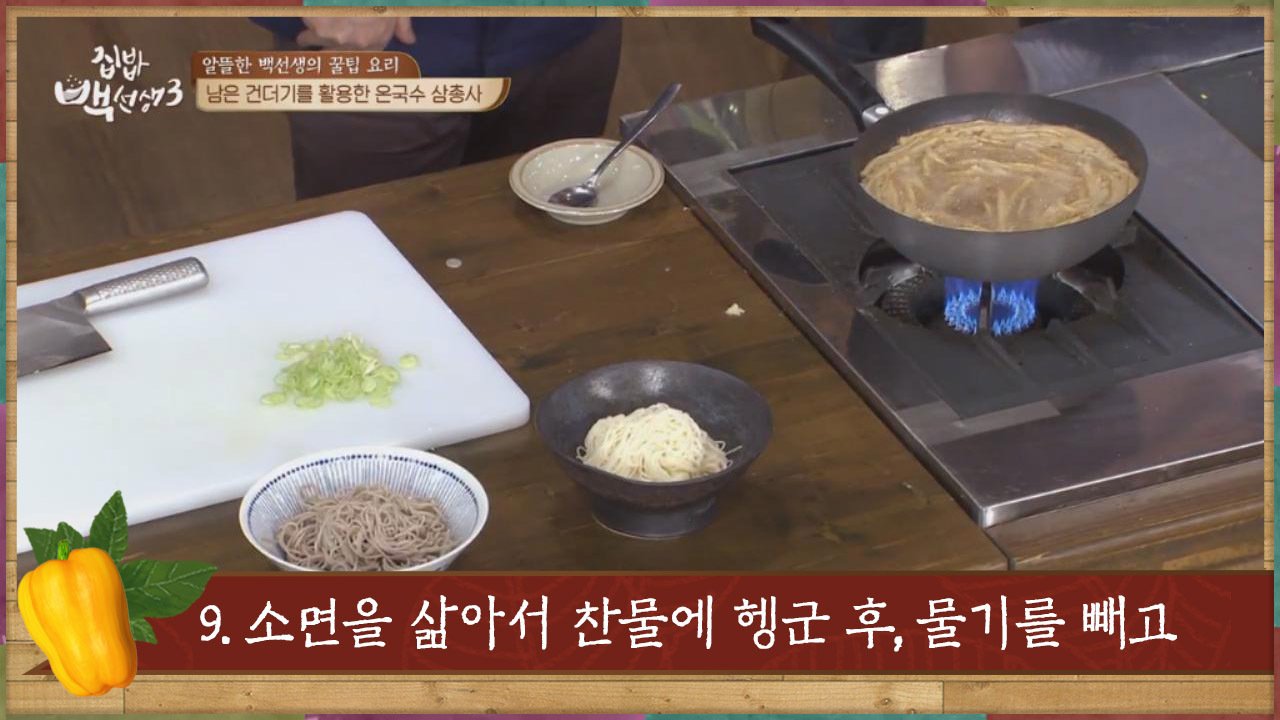 집밥
백선생3
알뜰한 백선생의 꿀팁 요리
남은 건더기를 활용한 온국수 삼총사
9. 소면을 삶아서 찬물에 헹군 후, 물기를 빼고